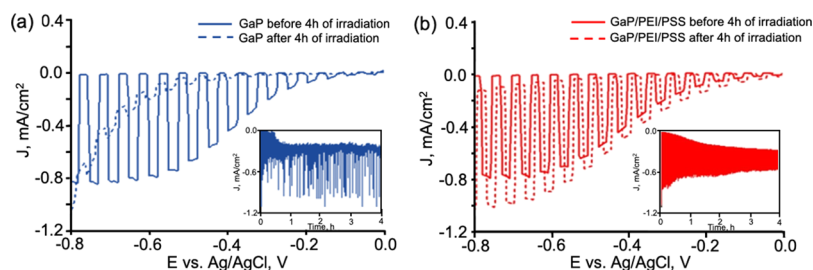 (a)
GaP before 4h of irradiation
GaP after 4h of irradiation
0.4
0.0
-0.4
-0.8
-1.2
J, mA/cm²
-0.8 -0.6 -0.4 -0.2 0.0
E vs. Ag/AgCl, V
0.0
-0.6
-1.2
J, mA/cm²
0 1 2 3 4
Time, h
(b)
GaP/PEI/PSS before 4h of irradiation
GaP/PEI/PSS after 4h of irradiation
0.4
0.0
-0.4
-0.8
-1.2
J, mA/cm²
-0.8 -0.6 -0.4 -0.2 0.0
E vs. Ag/AgCl, V
0.0
-0.6
-1.2
J, mA/cm²
0 1 2 3 4
Time, h